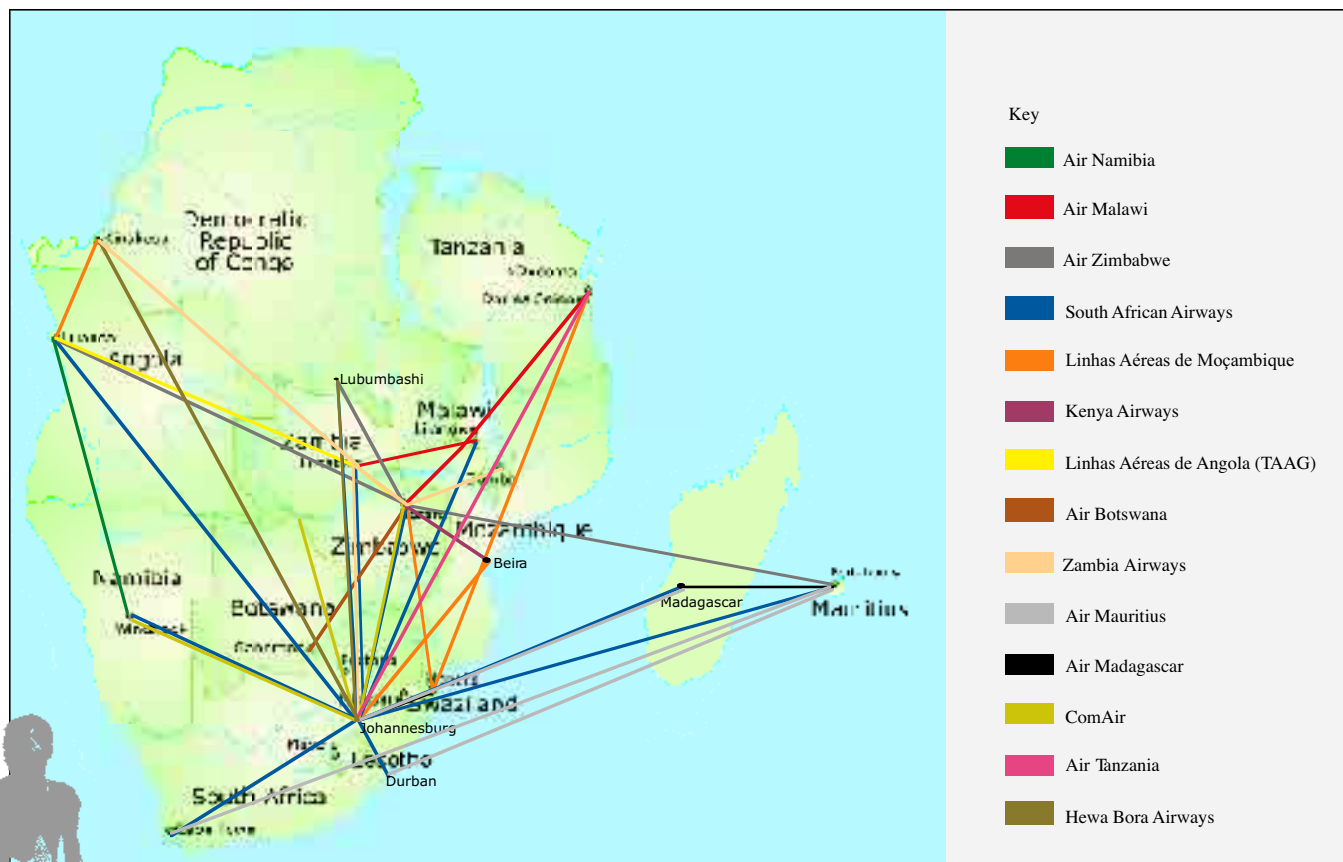 Democratic
Republic
of Congo
Tanzania
Angola
Lubumbashi
Malawi
Zambia
Mozambique
Zimbabwe
Beira
Namibia
Botswana
Madagascar
Mauritius
Swaziland
Johannesburg
Lesotho
Durban
South Africa
Key
Air Namibia
Air Malawi
Air Zimbabwe
South African Airways
Linhas Aéreas de Moçambique
Kenya Airways
Linhas Aéreas de Angola (TAAG)
Air Botswana
Zambia Airways
Air Mauritius
Air Madagascar
ComAir
Air Tanzania
Hewa Bora Airways